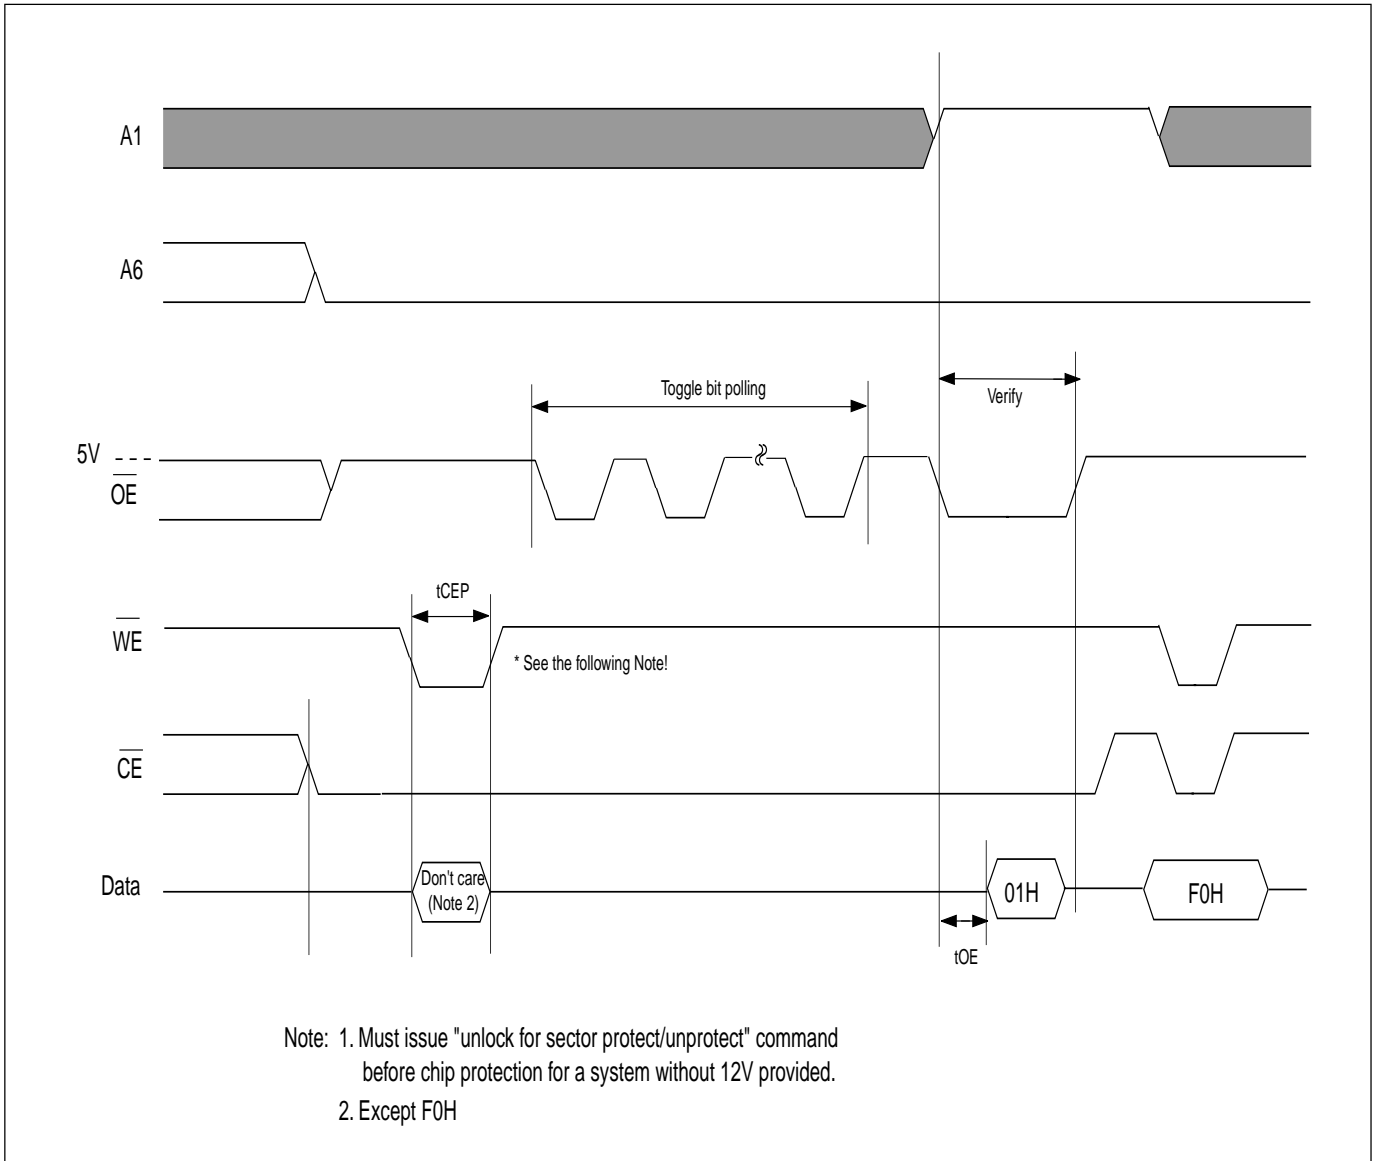 A1
A6
Toggle bit polling
Verify
5V
OE
tCEP
WE
* See the following Note!
CE
Data
Don't care
(Note 2)
01H
F0H
tOE
Note: 1. Must issue "unlock for sector protect/unprotect" command
before chip protection for a system without 12V provided.
2. Except F0H